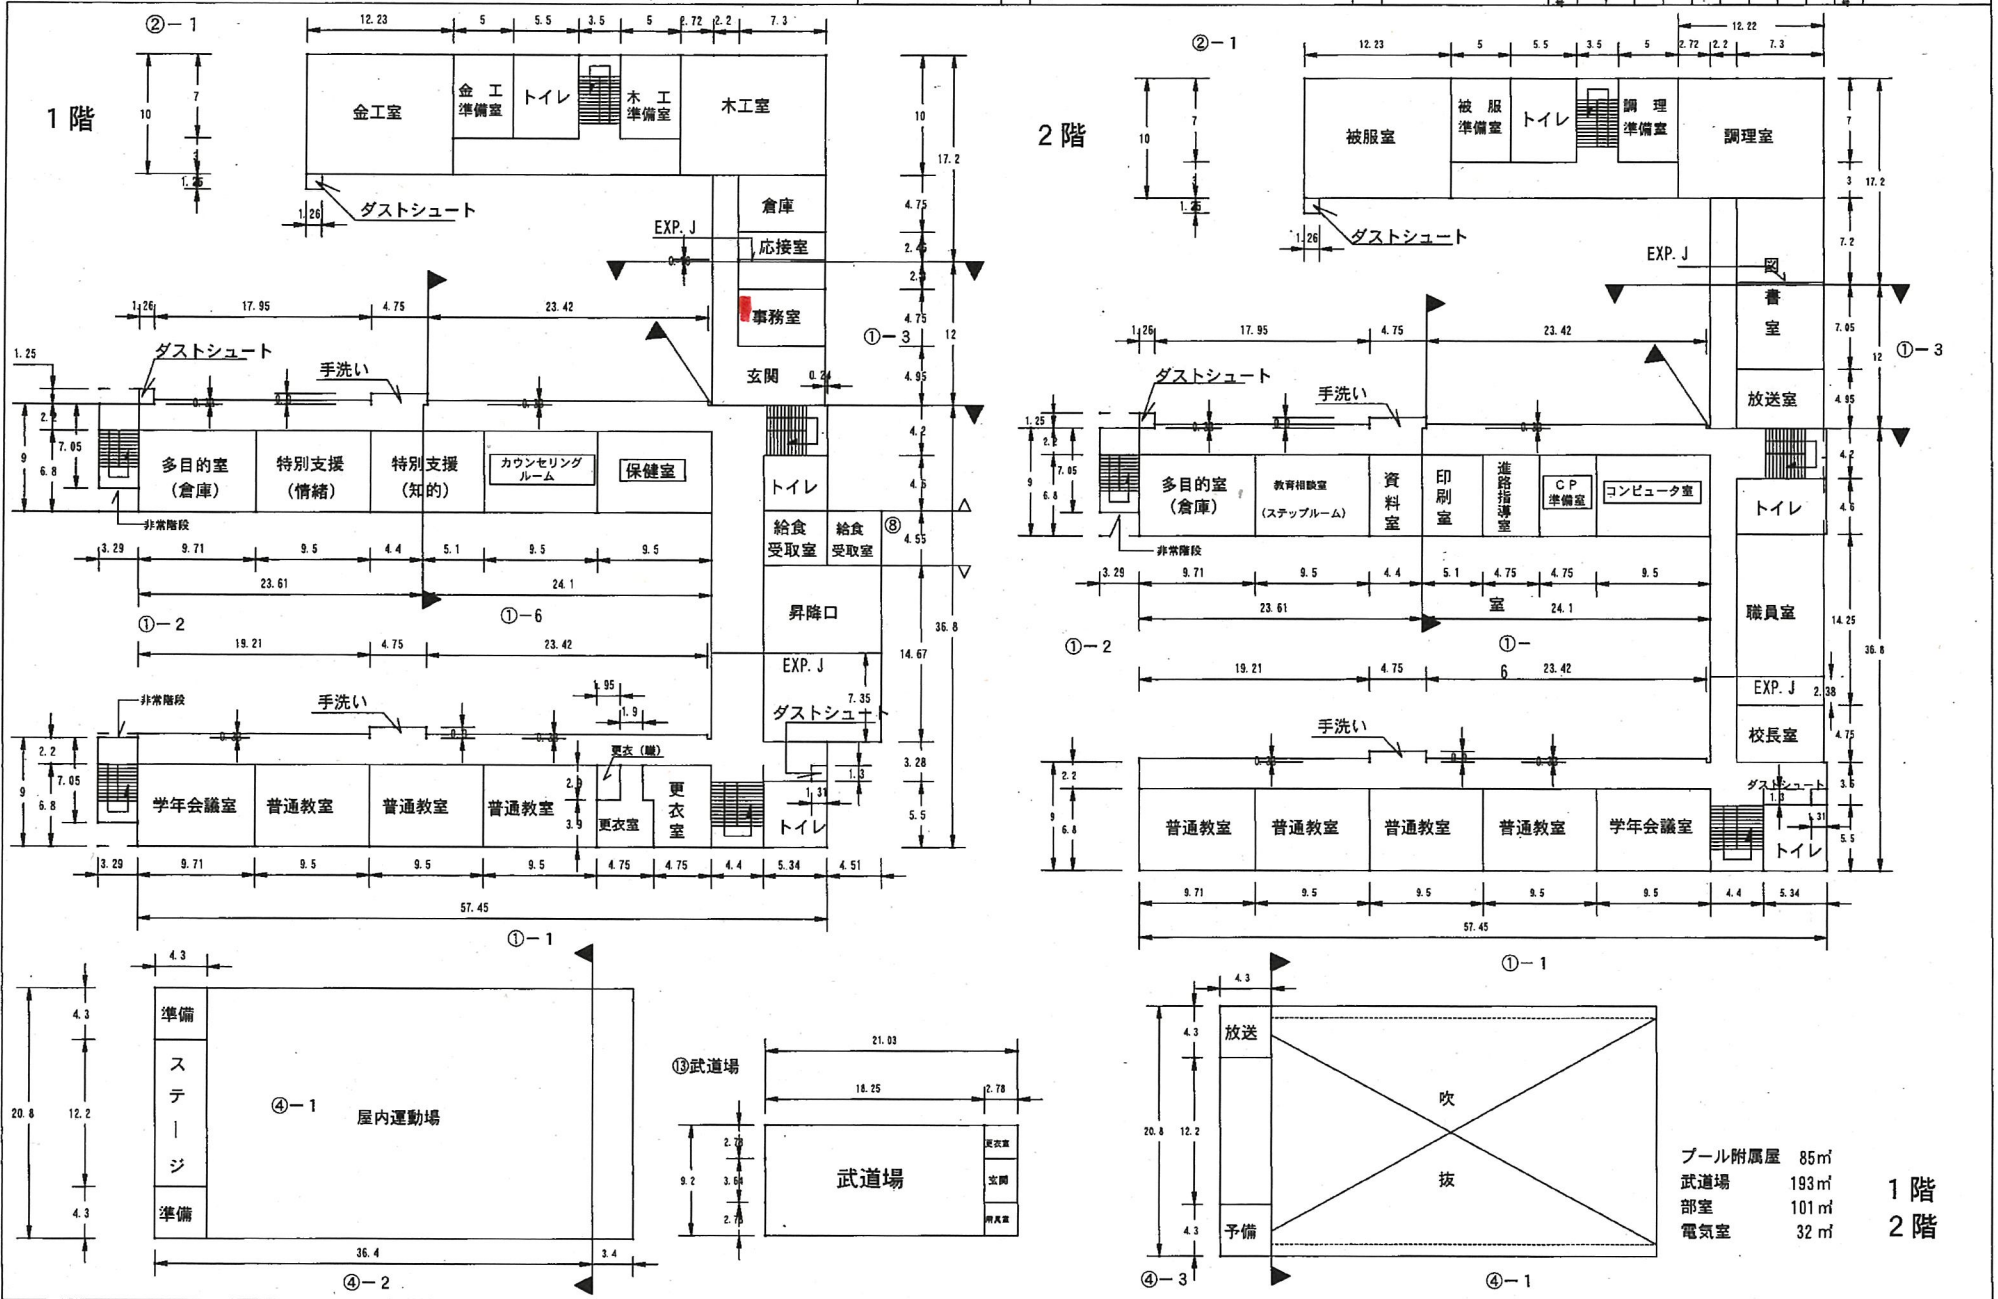 ②－1
12.23
5
5.5
3.5
5
2.72
2.2
7.3
1階
10
7
3
1.26
金工室
金　工
準備室
トイレ
木　工
準備室
木工室
10
17.2
1.26
ダストシュート
倉庫
4.75
EXP. J
応接室
事務室
4.75
12
①－3
玄関
0.24
4.95
1.26
17.95
4.75
23.42
1.25
ダストシュート
手洗い
2.2
9
6.8
7.05
多目的室
（倉庫）
特別支援
（情緒）
特別支援
（知的）
カウンセリング
ルーム
保健室
4.2
トイレ
4.6
給食
受取室
給食
受取室
⑧
4.55
非常階段
3.29
9.71
9.5
4.4
5.1
9.5
9.5
23.61
24.1
①－2
①－6
昇降口
36.8
14.67
19.21
4.75
23.42
EXP. J
7.35
非常階段
手洗い
1.95
1.9
ダストシュート
更衣（職）
2.2
9
6.8
7.05
学年会議室
普通教室
普通教室
普通教室
2.9
3.9
更衣室
更衣室
トイレ
3.28
1.3
1.31
5.5
3.29
9.71
9.5
9.5
9.5
4.75
4.75
4.4
5.34
4.51
57.45
①－1
4.3
20.8
4.3
12.2
4.3
準備
ステージ
準備
④－1
屋内運動場
36.4
3.4
④－2
⑬武道場
21.03
18.25
2.78
9.2
3.64
武道場
更衣室
玄関
②－1
12.22
12.23
5
5.5
3.5
5
2.72
2.2
7.3
2階
10
7
3
1.25
被服室
被　服
準備室
トイレ
調　理
準備室
調理室
7
3
17.2
1.26
ダストシュート
7.2
EXP. J
図書室
7.05
12
①－3
放送室
4.95
1.26
17.95
4.75
23.42
ダストシュート
手洗い
1.25
2.2
9
6.8
7.05
多目的室
（倉庫）
教育相談室
（ステップルーム）
資料室
印刷室
進路指導室
ＣＰ
準備室
コンピュータ室
4.2
トイレ
4.6
非常階段
3.29
9.71
9.5
4.4
5.1
4.75
4.75
9.5
室
23.61
24.1
①－2
①－
6
職員室
14.25
36.8
19.21
4.75
23.42
EXP. J
2.38
手洗い
校長室
4.75
2.2
9
6.8
普通教室
普通教室
普通教室
普通教室
学年会議室
ダストシュート
1.3
1.31
トイレ
5.5
9.71
9.5
9.5
9.5
9.5
4.4
5.34
57.45
①－1
4.3
20.8
4.3
12.2
4.3
放送
予備
吹
抜
④－3
④－1
プール附属屋　85㎡
武道場　193㎡
部室　101㎡
電気室　32㎡
1階
2階